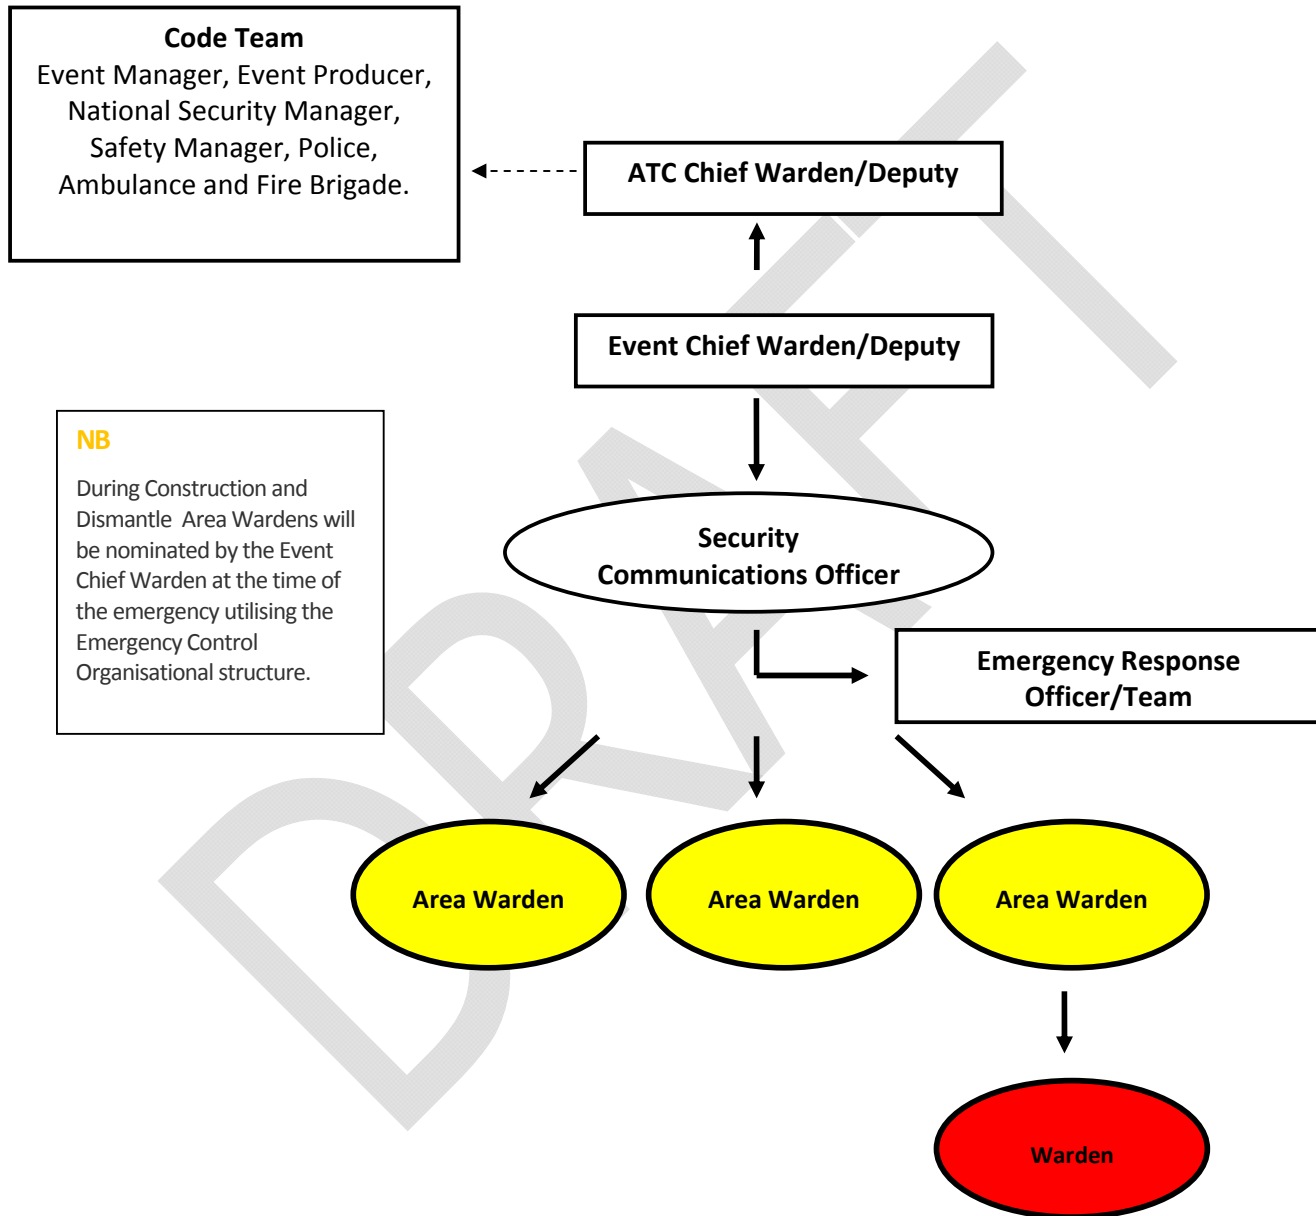 Code Team
Event Manager, Event Producer,
National Security Manager,
Safety Manager, Police,
Ambulance and Fire Brigade.
ATC Chief Warden/Deputy
Event Chief Warden/Deputy
NB
During Construction and
Dismantle  Area Wardens will
be nominated by the Event
Chief Warden at the time of
the emergency utilising the
Emergency Control
Organisational structure.
Security
Communications Officer
Emergency Response
Officer/Team
Area Warden
Area Warden
Area Warden
Warden
DRAFT